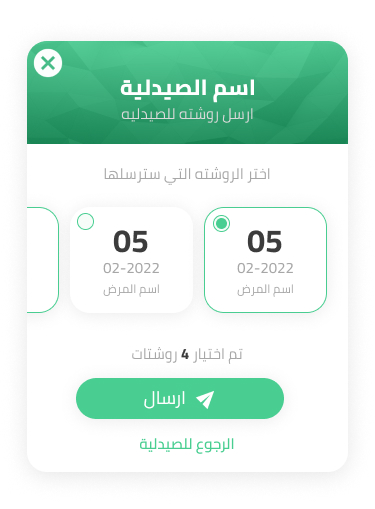 اسم الصيدلية
ارسل روشته للصيدليه
اختر الروشته التي سترسلها
05
02-2022
اسم المرض
05
02-2022
اسم المرض
تم اختيار 4 روشتات
ارسال
الرجوع للصيدلية